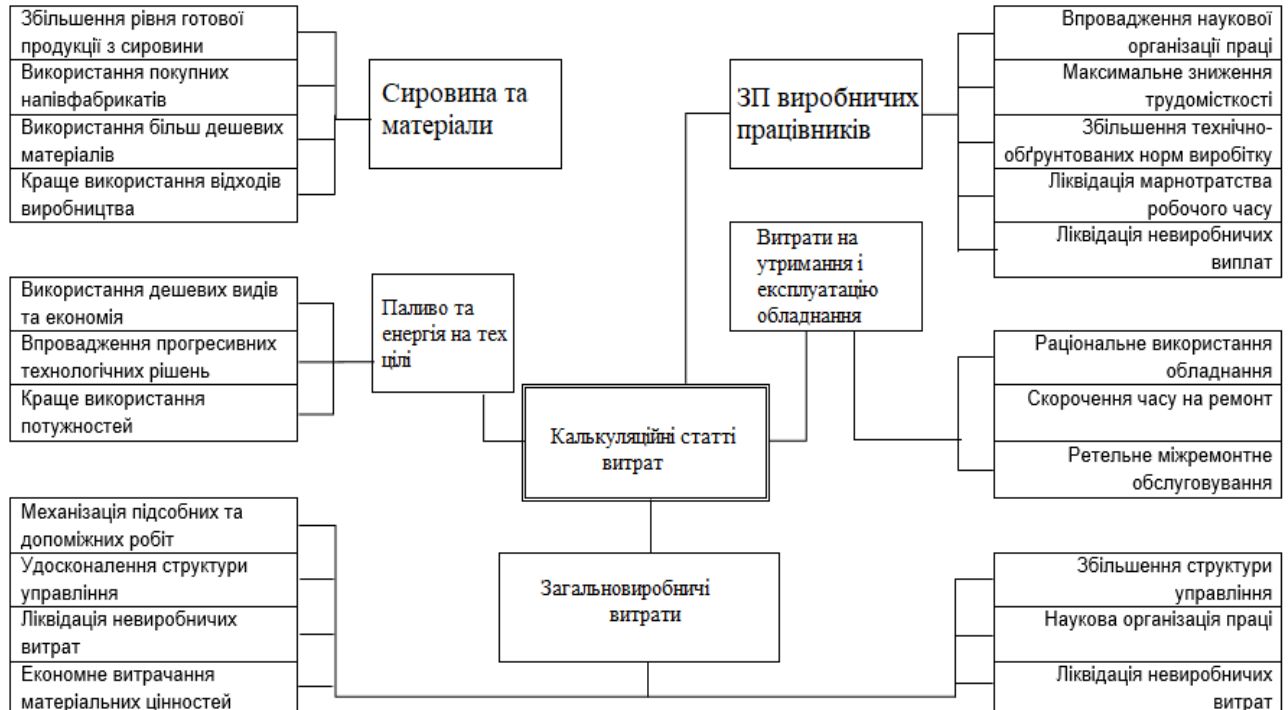 Збільшення рівня готової
продукції з сировини
Використання покупних
напівфабрикатів
Використання більш дешевих
матеріалів
Краще використання відходів
виробництва
Сировина та
матеріали
ЗП виробничих
працівників
Впровадження наукової
організації праці
Максимальне зниження
трудомісткості
Збільшення технічно-
обґрунтованих норм виробітку
Ліквідація марнотратства
робочого часу
Ліквідація невиробничих
виплат
Використання дешевих видів
та економія
Впровадження прогресивних
технологічних рішень
Краще використання
потужностей
Паливо та
енергія на тех
цілі
Витрати на
утримання і
експлуатацію
обладнання
Раціональне використання
обладнання
Скорочення часу на ремонт
Ретельне міжремонтне
обслуговування
Калькуляційні статті
витрат
Механізація підсобних та
допоміжних робіт
Удосконалення структури
управління
Ліквідація невиробничих
витрат
Економне витрачання
матеріальних цінностей
Загальновиробничі
витрати
Збільшення структури
управління
Наукова організація праці
Ліквідація невиробничих
витрат